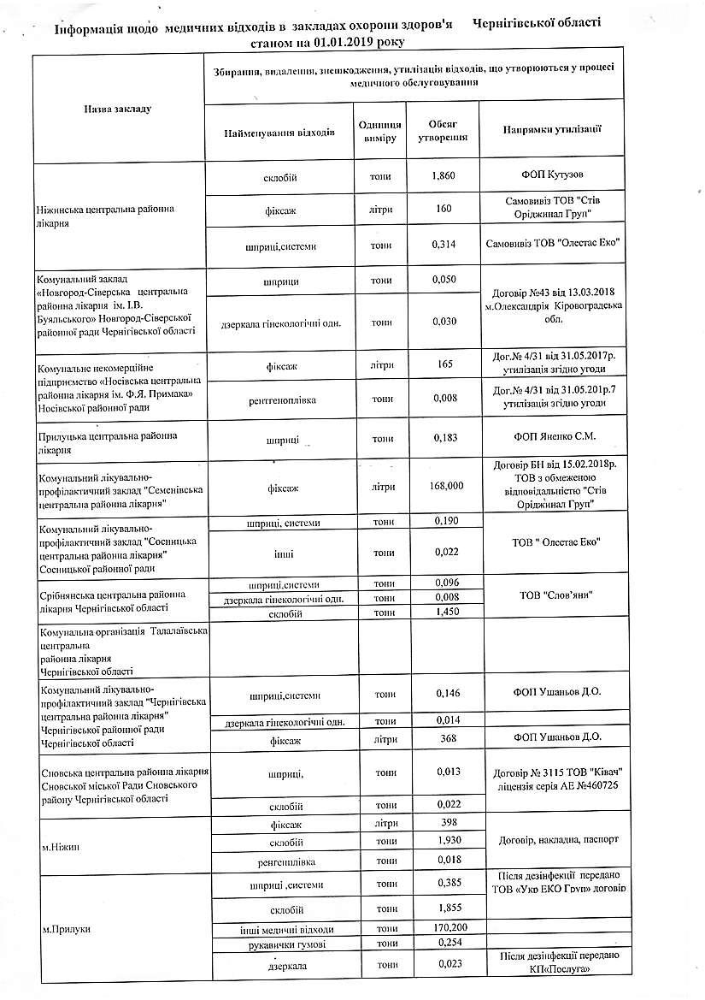 Інформація щодо медичних відходів в закладах охорони здоров'я Чернігівської області
станом на 01.01.2019 року
Назва закладу
Збирання, видалення, знешкодження, утилізація відходів, що утворюються у процесі
медичного обслуговування
Найменування відходів
Одиниця
виміру
Обсяг
утворення
Напрямки утилізації
Ніжинська центральна районна
лікарня
склобій тони 1,860 ФОП Кутузов
фіксаж літри 160 Самовивіз ТОВ "Стів
Оріджинал Груп"
шприці,системи тони 0,314 Самовивіз ТОВ "Олестас Еко"
Комунальний заклад
«Новгород-Сіверська центральна
районна лікарня ім. І.В.
Буяльського» Новгород-Сіверської
районної ради Чернігівської області
шприци тони 0,050
дзеркала гінекологічні одн. тони 0,030
Договір №43 від 13.03.2018
м.Олександрія Кіровоградська
обл.
Комунальне некомерційне
підприємство «Носівська центральна
районна лікарня ім. Ф.Я. Примака»
Носівської районної ради
фіксаж літри 165 Дог.№ 4/31 від 31.05.2017р.
утилізація згідно угоди
рентгеноплівка тони 0,008 Дог.№ 4/31 від 31.05.201р.7
утилізація згідно угоди
Прилуцька центральна районна
лікарня
шприці тони 0,183 ФОП Яненко С.М.
Комунальний лікувально-
профілактичний заклад "Семенівська
центральна районна лікарня"
фіксаж літри 168,000 Договір БН від 15.02.2018р.
ТОВ з обмеженою
відповідальністю "Стів
Оріджинал Груп"
Комунальний лікувально-
профілактичний заклад "Сосницька
центральна районна лікарня"
Сосницької районної ради
шприці, системи тони 0,190
інші тони 0,022
ТОВ " Олєстас Еко"
Срібнянська центральна районна
лікарня Чернігівської області
шприці,системи тони 0,096
дзеркала гінекологічні одн. тони 0,008
склобій тони 1,450
ТОВ "Слов'яни"
Комунальна організація Талалаївська
центральна
районна лікарня
Чернігівської області
Комунальний лікувально-
профілактичний заклад "Чернігівська
центральна районна лікарня"
Чернігівської районної ради
Чернігівської області
шприці,системи тони 0,146 ФОП Ушаньов Д.О.
дзеркала гінекологічні одн. тони 0,014
фіксаж літри 368 ФОП Ушаньов Д.О.
Сновська центральна районна лікарня
Сновської міської Ради Сновського
району Чернігівської області
шприці, тони 0,013
склобій тони 0,022
Договір № 3115 ТОВ "Ківач"
ліцензія серія АЕ №460726
м.Ніжин
фіксаж літри 398
склобій тони 1,930
ренгенплівка тони 0,018
Договір, накладна, паспорт
м.Прилуки
шприці ,системи тони 0,385 Після дезінфекції передано
ТОВ «Укр ЕКО Груп» договір
склобій тони 1,855
інші медичні відходи тони 170,200
рукавички гумові тони 0,254
дзеркала тони 0,023 Після дезінфекції передано
КП«Послуга»